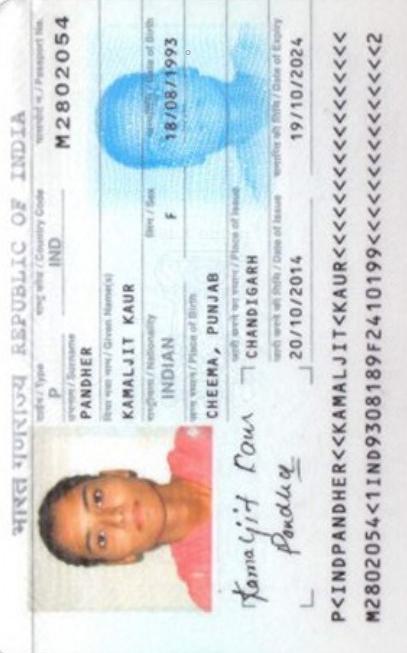 भारत गणराज्य REPUBLIC OF INDIA
टाईप / Type
P
राष्ट्र कोड / Country Code
IND
पासपोर्ट न. / Passport No.
M2802054
उपनाम / Surname
PANDHER
दिया गया नाम / Given Name(s)
KAMALJIT KAUR
राष्ट्रीयता / Nationality
INDIAN
लिंग / Sex
F
जन्मतिथि / Date of Birth
18/08/1993
जन्म स्थान / Place of Birth
CHEEMA, PUNJAB
जारी करने का स्थान / Place of Issue
CHANDIGARH
जारी करने की तिथि / Date of Issue
20/10/2014
समाप्ति की तिथि / Date of Expiry
19/10/2024
Kamaljit Kaur
Pandher
P<INDPANDHER<<KAMALJIT<KAUR<<<<<<<<<<<<<<<<<
M2802054<1IND9308189F2410199<<<<<<<<<<<<<<<2